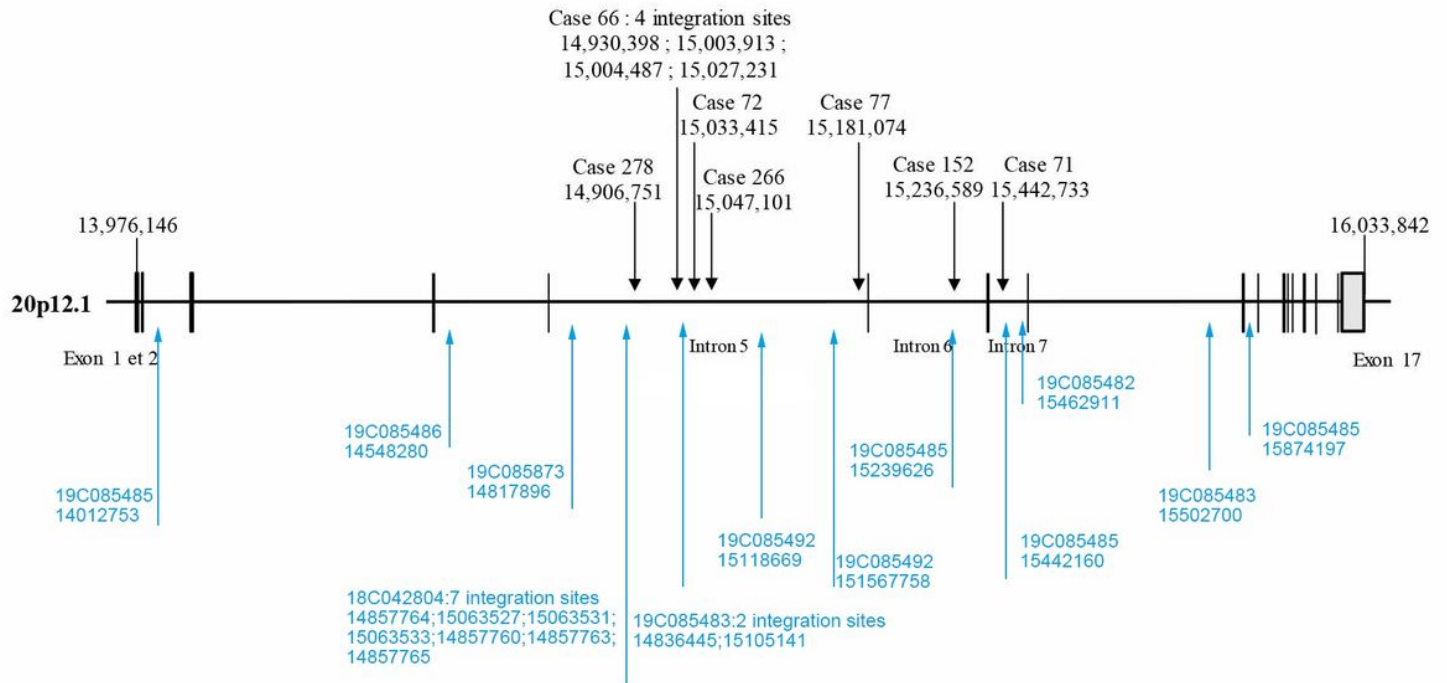 Case 66 : 4 integration sites
14,930,398 ; 15,003,913 ;
15,004,487 ; 15,027,231
Case 72
15,033,415
Case 77
15,181,074
Case 278
14,906,751
Case 266
15,047,101
Case 152
15,236,589
Case 71
15,442,733
13,976,146
16,033,842
20p12.1
Exon 1 et 2
Intron 5
Intron 6
Intron 7
Exon 17
19C085482
15462911
19C085486
14548280
19C085485
15874197
19C085873
14817896
19C085485
15239626
19C085485
14012753
19C085483
15502700
19C085492
15118669
19C085492
151567758
19C085485
15442160
18C042804:7 integration sites
14857764;15063527;15063531;
15063533;14857760;14857763;
14857765
19C085483:2 integration sites
14836445;15105141